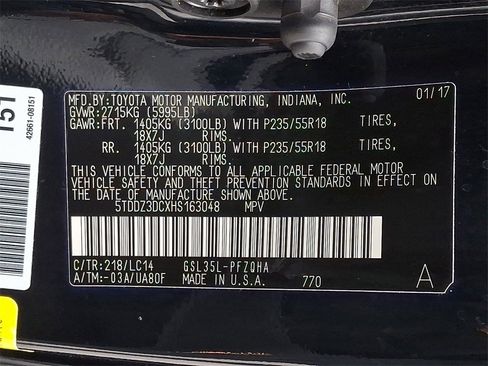 MFD.BY:TOYOTA MOTOR MANUFACTURING, INDIANA, INC. 01/17
GVWR:2715KG (5995LB)
GAWR:FRT. 1405KG (3100LB) WITH P235/55R18 TIRES,
18X7J RIMS.
RR. 1405KG (3100LB) WITH P235/55R18 TIRES,
18X7J RIMS.
THIS VEHICLE CONFORMS TO ALL APPLICABLE FEDERAL MOTOR
VEHICLE SAFETY AND THEFT PREVENTION STANDARDS IN EFFECT
ON THE DATE OF MANUFACTURE SHOWN ABOVE.
5TDDZ3DCXHS163048 MPV
C/TR:218/LC14 GSL35L-PFZQHA
A/TM:-03A/UA80F MADE IN U.S.A. 770 A
151
42661-08151